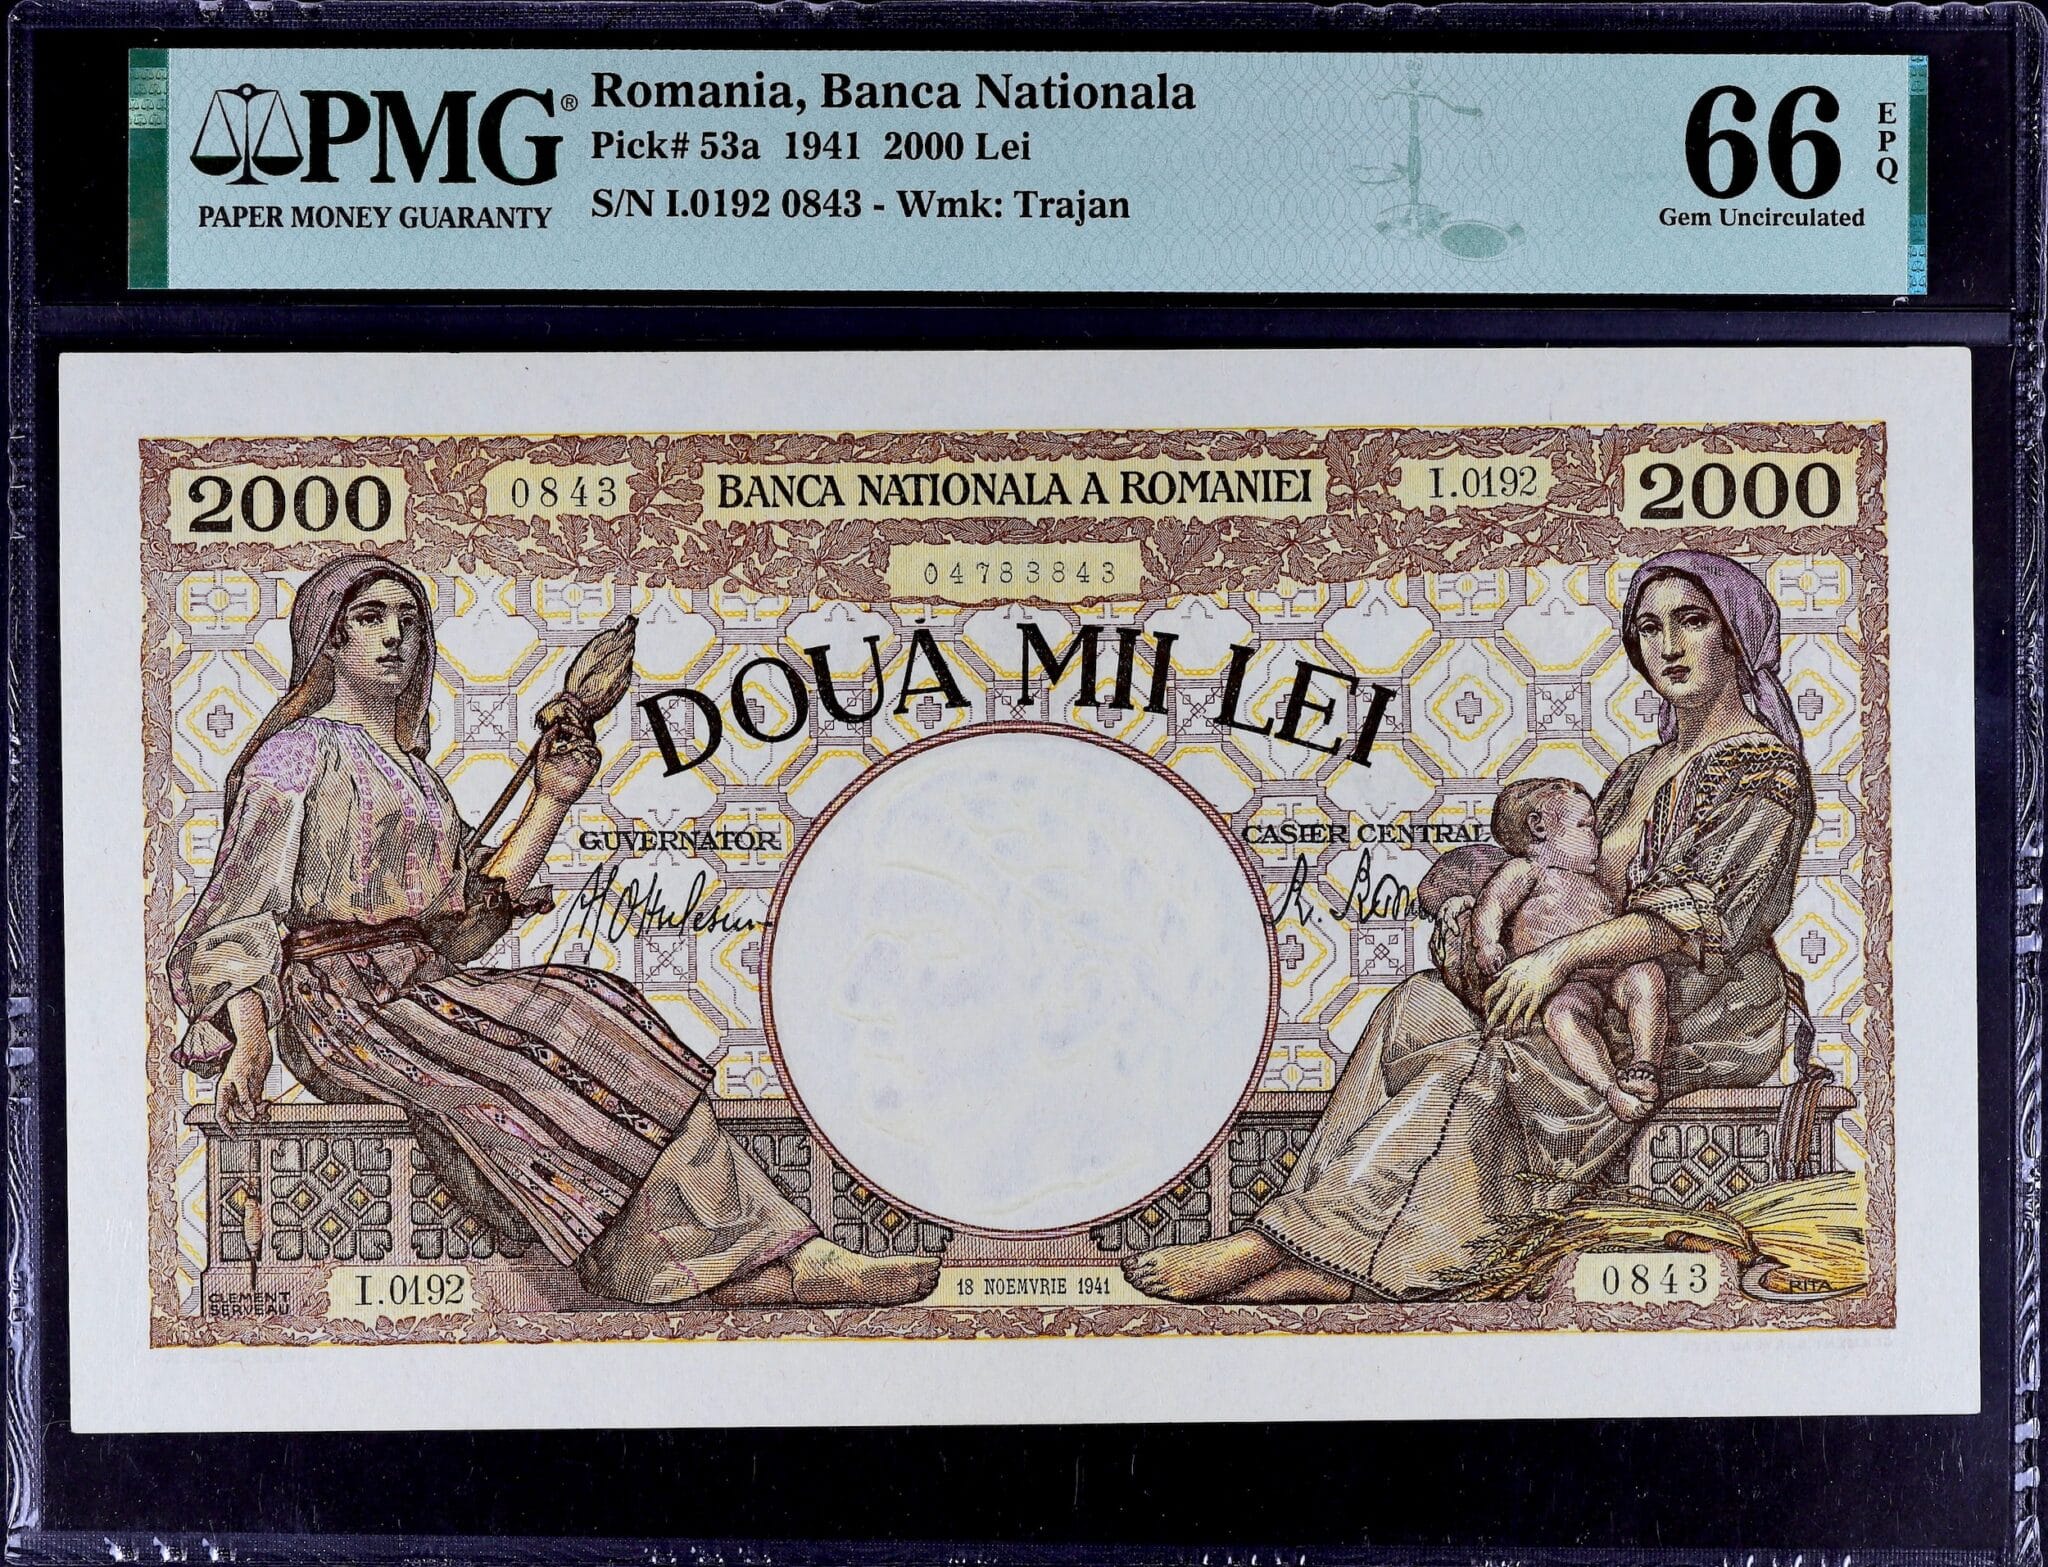 PMG®
PAPER MONEY GUARANTY
Romania, Banca Nationala
Pick# 53a 1941 2000 Lei
S/N I.0192 0843 - Wmk: Trajan
66
EPQ
Gem Uncirculated
2000
0843
BANCA NATIONALA A ROMANIEI
I.0192
2000
04783843
DOUĂ MII LEI
GUVERNATOR
CASIER CENTRAL
CLEMENT
SERVEAU
I.0192
18 NOEMVRIE 1941
0843
RITA